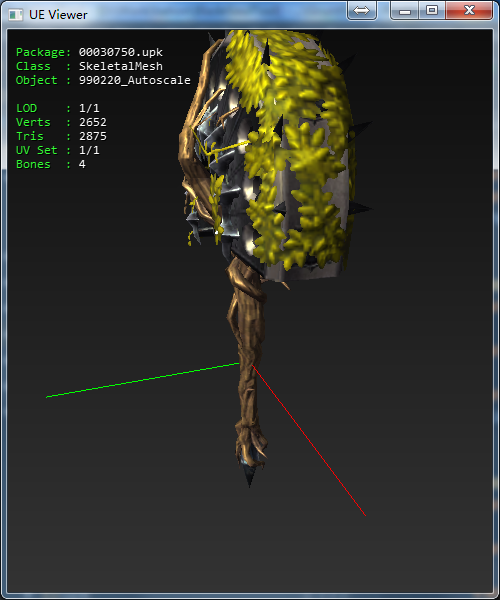 UE Viewer
Package: 00030750.upk
Class : SkeletalMesh
Object : 990220_Autoscale
LOD : 1/1
Verts : 2652
Tris : 2875
UV Set : 1/1
Bones : 4